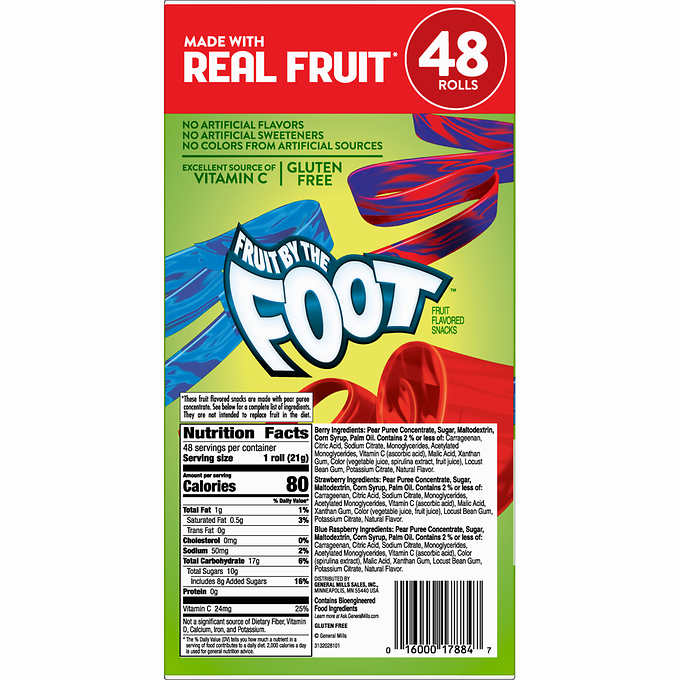 MADE WITH
REAL FRUIT*
48
ROLLS
NO ARTIFICIAL FLAVORS
NO ARTIFICIAL SWEETENERS
NO COLORS FROM ARTIFICIAL SOURCES
EXCELLENT SOURCE OF
VITAMIN C
GLUTEN
FREE
FRUIT BY THE
FOOT™
FRUIT
FLAVORED
SNACKS
*These fruit flavored snacks are made with pear puree
concentrate. See below for a complete list of ingredients.
They are not intended to replace fruit in the diet.
Nutrition Facts
48 servings per container
Serving size 1 roll (21g)
Amount per serving
Calories 80
% Daily Value*
Total Fat 1g 1%
Saturated Fat 0.5g 3%
Trans Fat 0g
Cholesterol 0mg 0%
Sodium 50mg 2%
Total Carbohydrate 17g 6%
Total Sugars 10g
Includes 8g Added Sugars 16%
Protein 0g
Vitamin C 24mg 25%
Not a significant source of Dietary Fiber, Vitamin
D, Calcium, Iron, and Potassium.
* The % Daily Value (DV) tells you how much a nutrient in a
serving of food contributes to a daily diet. 2,000 calories a day
is used for general nutrition advice.
Berry Ingredients: Pear Puree Concentrate, Sugar, Maltodextrin,
Corn Syrup, Palm Oil. Contains 2% or less of: Carrageenan,
Citric Acid, Sodium Citrate, Monoglycerides, Acetylated
Monoglycerides, Vitamin C (ascorbic acid), Malic Acid, Xanthan
Gum, Color (vegetable juice, spirulina extract, fruit juice), Locust
Bean Gum, Potassium Citrate, Natural Flavor.
Strawberry Ingredients: Pear Puree Concentrate, Sugar,
Maltodextrin, Corn Syrup, Palm Oil. Contains 2% or less of:
Carrageenan, Citric Acid, Sodium Citrate, Monoglycerides,
Acetylated Monoglycerides, Vitamin C (ascorbic acid), Malic Acid,
Xanthan Gum, Color (vegetable juice, fruit juice), Locust Bean Gum,
Potassium Citrate, Natural Flavor.
Blue Raspberry Ingredients: Pear Puree Concentrate, Sugar,
Maltodextrin, Corn Syrup, Palm Oil. Contains 2% or less of:
Carrageenan, Citric Acid, Sodium Citrate, Monoglycerides,
Acetylated Monoglycerides, Vitamin C (ascorbic acid), Color
(spirulina extract), Malic Acid, Xanthan Gum, Locust Bean Gum,
Potassium Citrate, Natural Flavor.
DISTRIBUTED BY
GENERAL MILLS SALES, INC.,
MINNEAPOLIS, MN 55440 USA
Contains Bioengineered
Food Ingredients
Learn more at Ask.GeneralMills.com
GLUTEN FREE
© General Mills
3132028101
0 16000 17884 7